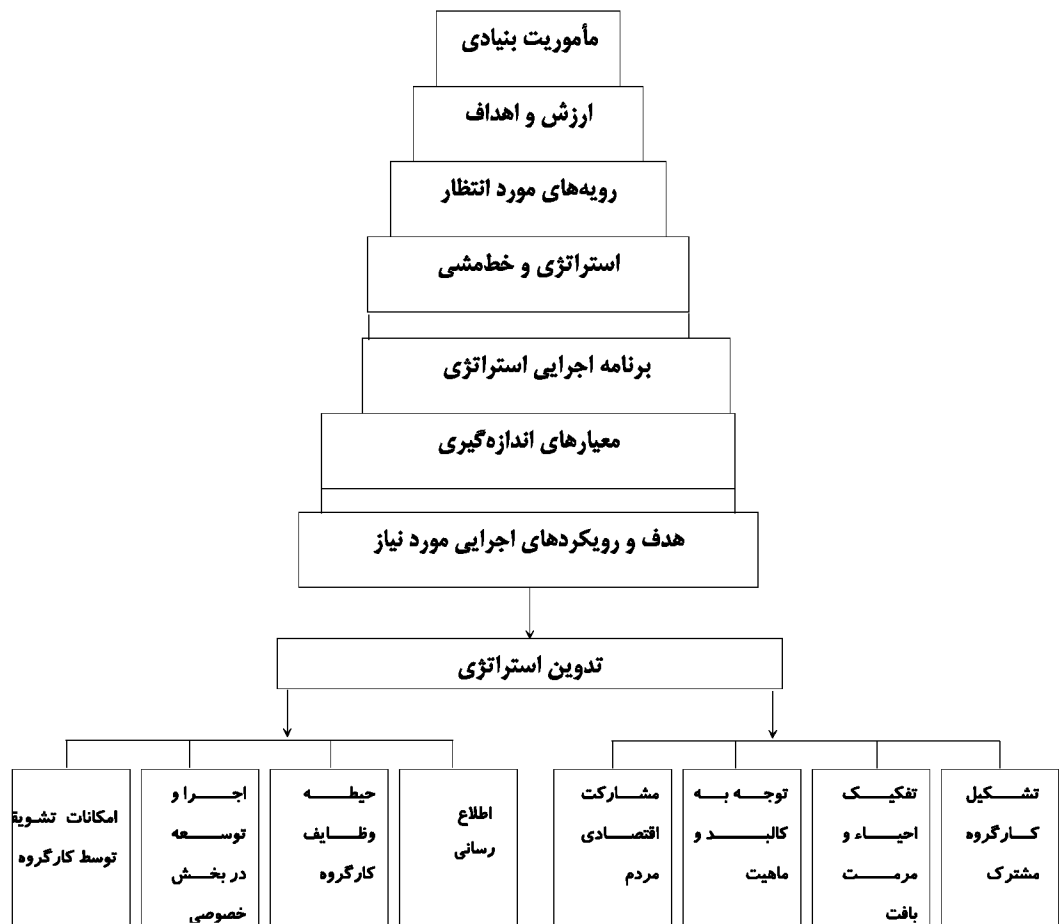 مأموریت بنیادی
ارزش و اهداف
رویه‌های مورد انتظار
استراتژی و خط‌مشی
برنامه اجرایی استراتژی
معیارهای اندازه‌گیری
هدف و رویکردهای اجرایی مورد نیاز
تدوین استراتژی
تشکیل
کارگروه
مشترک
تفکیک
احیاء و
مرمت
بافت
توجه به
کالبد و
ماهیت
مشارکت
اقتصادی
مردم
اطلاع
رسانی
حیطه
وظایف
کارگروه
اجرا و
توسعه
در بخش
خصوصی
امکانات تشویق
توسط کارگروه